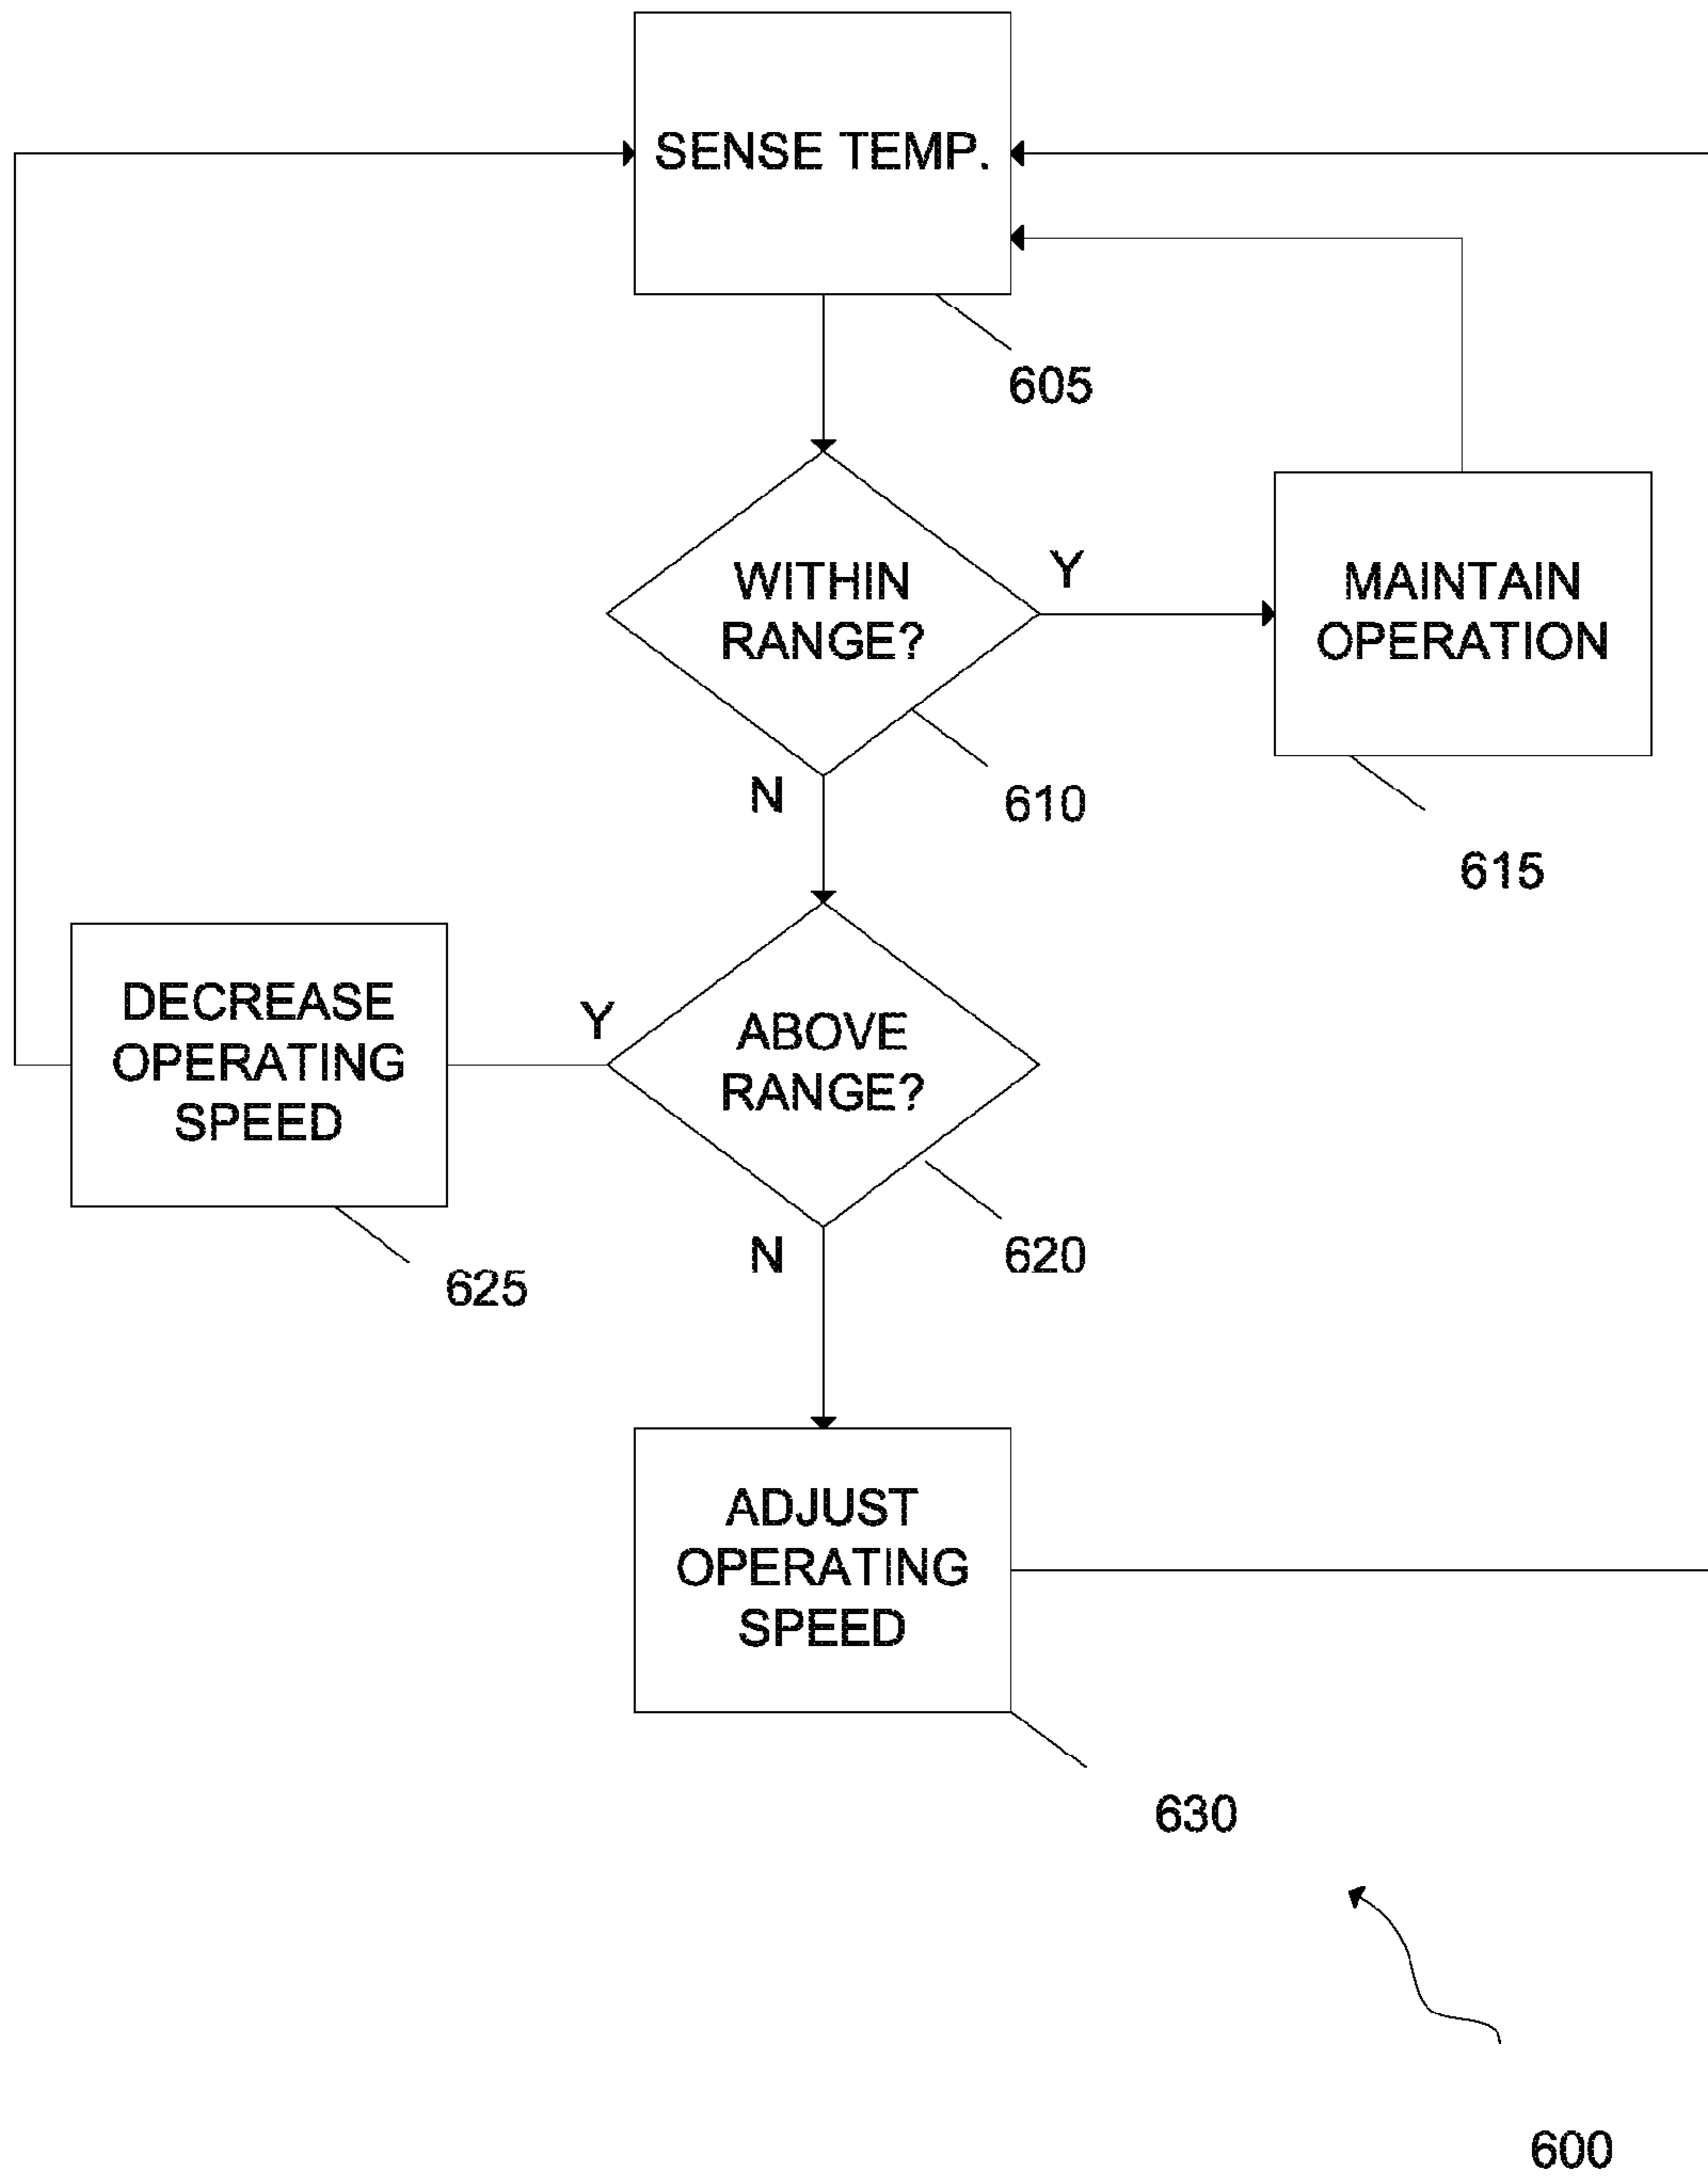 SENSE TEMP.
605
WITHIN
RANGE?
Y
MAINTAIN
OPERATION
N
610
615
DECREASE
OPERATING
SPEED
Y
ABOVE
RANGE?
N
620
625
ADJUST
OPERATING
SPEED
630
600